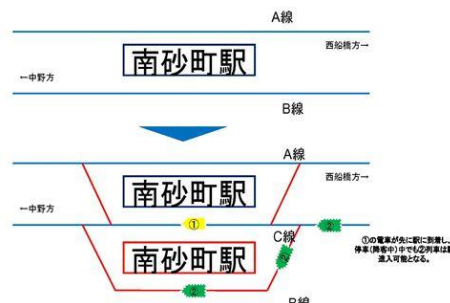 A線
西船橋方→
南砂町駅
←中野方
B線
A線
西船橋方→
南砂町駅
←中野方
①
②
C線
①の電車が先に駅に到着し、
停車(降客中)中でも②列車は駅
進入可能となる。
②
南砂町駅
②
B線